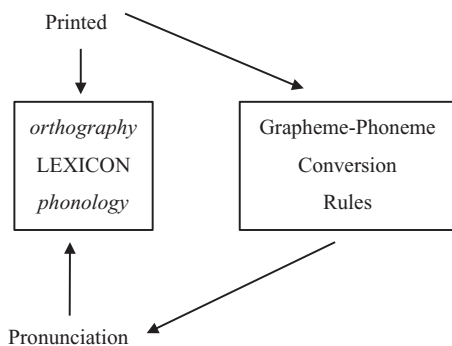 Printed
orthography
LEXICON
phonology
Grapheme-Phoneme
Conversion
Rules
Pronunciation